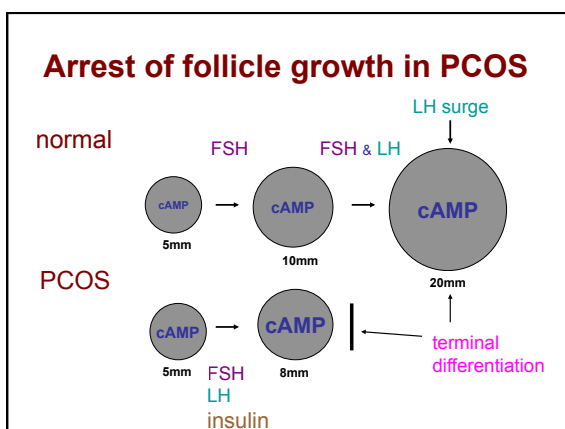 Arrest of follicle growth in PCOS
LH surge
normal
FSH
FSH & LH
cAMP
cAMP
cAMP
5mm
10mm
20mm
PCOS
cAMP
cAMP
5mm
8mm
terminal
differentiation
FSH
LH
insulin